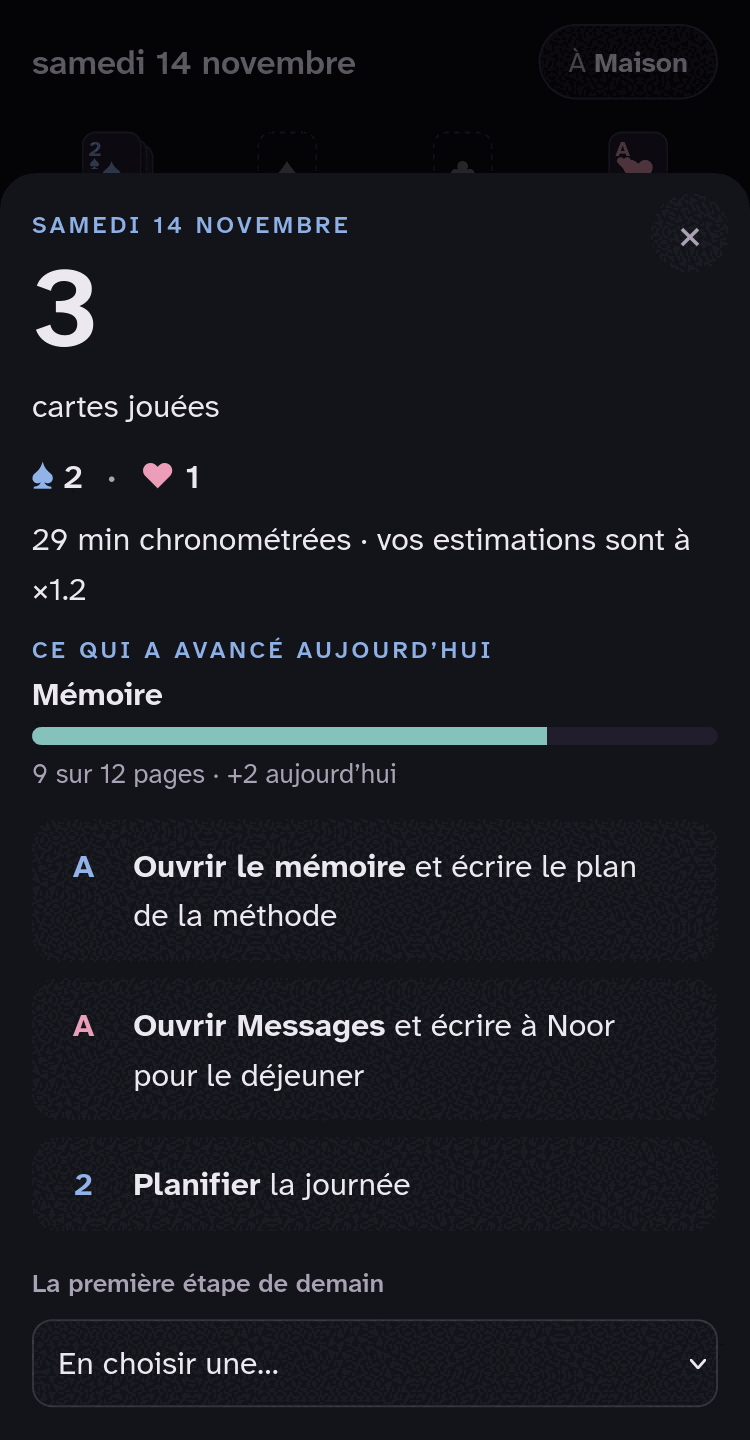 samedi 14 novembre
À Maison
2
A
SAMEDI 14 NOVEMBRE
×
3
cartes jouées
♠ 2 · ♥ 1
29 min chronométrées · vos estimations sont à
×1.2
CE QUI A AVANCÉ AUJOURD’HUI
Mémoire
9 sur 12 pages · +2 aujourd’hui
A Ouvrir le mémoire et écrire le plan
de la méthode
A Ouvrir Messages et écrire à Noor
pour le déjeuner
2 Planifier la journée
La première étape de demain
En choisir une…